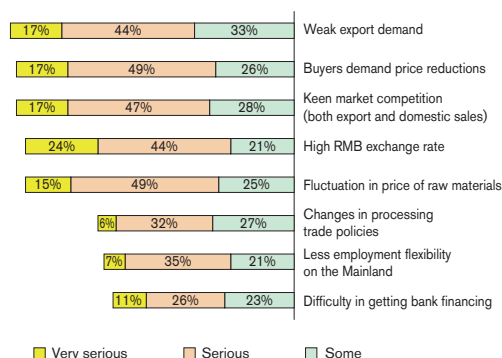 17% 44% 33% Weak export demand
17% 49% 26% Buyers demand price reductions
17% 47% 28% Keen market competition
(both export and domestic sales)
24% 44% 21% High RMB exchange rate
15% 49% 25% Fluctuation in price of raw materials
6% 32% 27% Changes in processing
trade policies
7% 35% 21% Less employment flexibility
on the Mainland
11% 26% 23% Difficulty in getting bank financing
Very serious Serious Some